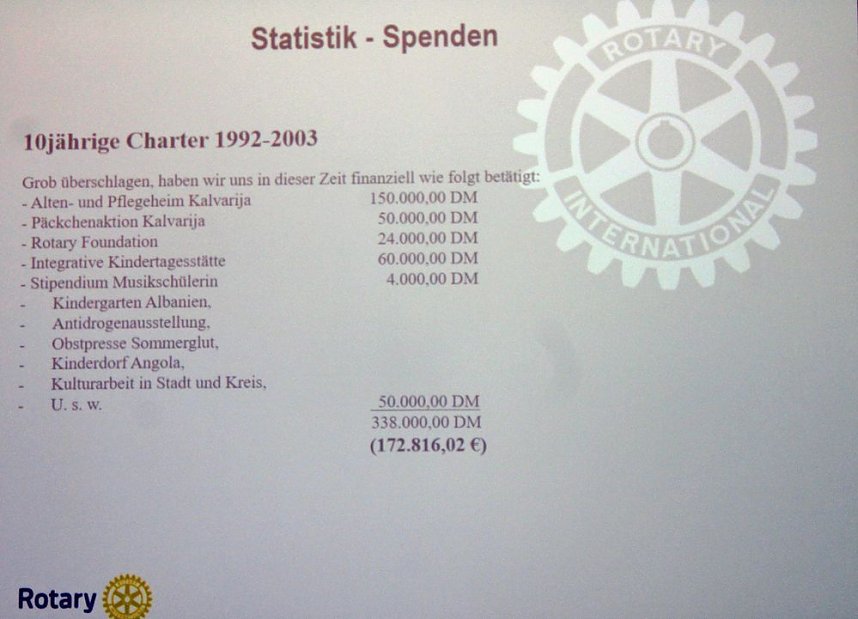 Statistik - Spenden
ROTARY
INTERNATIONAL
10jährige Charter 1992-2003
Grob überschlagen, haben wir uns in dieser Zeit finanziell wie folgt betätigt:
- Alten- und Pflegeheim Kalvarija 150.000,00 DM
- Päckchenaktion Kalvarija 50.000,00 DM
- Rotary Foundation 24.000,00 DM
- Integrative Kindertagesstätte 60.000,00 DM
- Stipendium Musikschülerin 4.000,00 DM
- Kindergarten Albanien,
- Antidrogenausstellung,
- Obstpresse Sommerglut,
- Kinderdorf Angola,
- Kulturarbeit in Stadt und Kreis,
- U. s. w. 50.000,00 DM
338.000,00 DM
(172.816,02 €)
Rotary